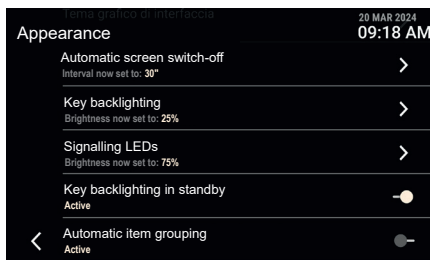 Tema grafico di interfaccia
20 MAR 2024
Appearance
09:18 AM
Automatic screen switch-off
Interval now set to: 30"
Key backlighting
Brightness now set to: 25%
Signalling LEDs
Brightness now set to: 75%
Key backlighting in standby
Active
Automatic item grouping
Active